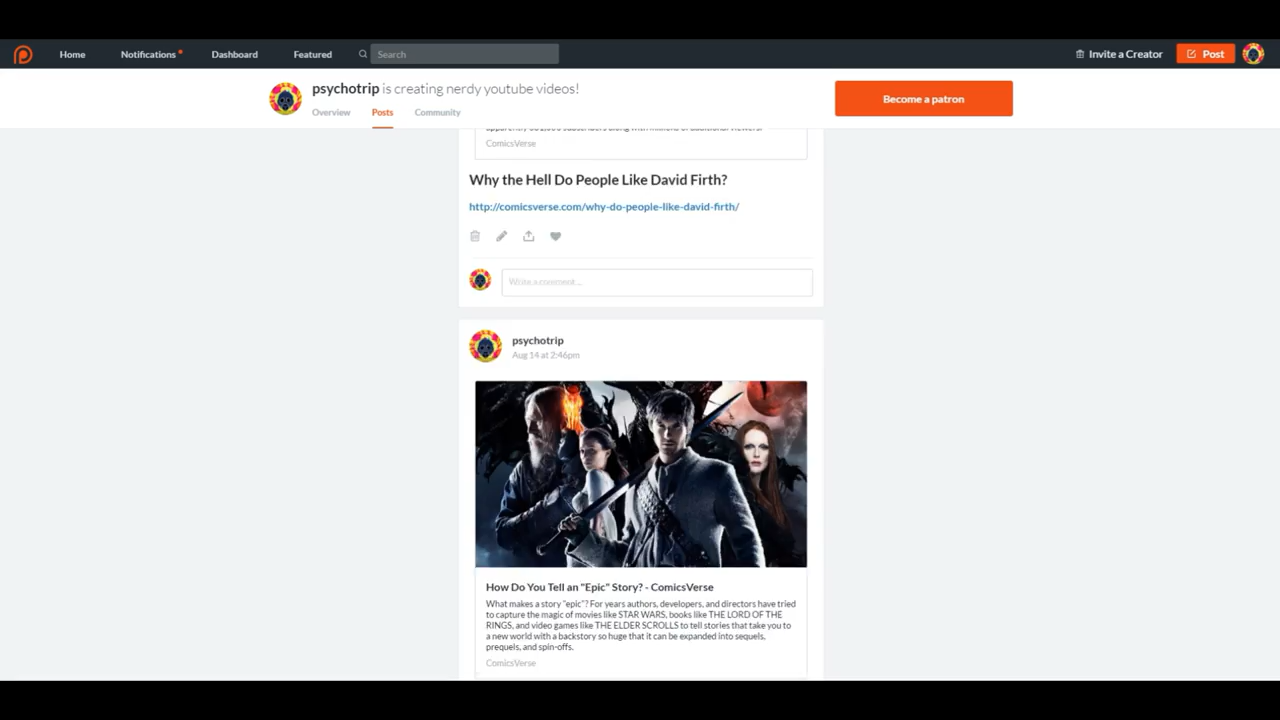 Home
Notifications
Dashboard
Featured
Search
Invite a Creator
Post
psychotrip is creating nerdy youtube videos!
Overview
Posts
Community
Become a patron
ComicsVerse
Why the Hell Do People Like David Firth?
http://comicsverse.com/why-do-people-like-david-firth/
Write a comment...
psychotrip
Aug 14 at 2:46pm
How Do You Tell an "Epic" Story? - ComicsVerse
What makes a story "epic"? For years authors, developers, and directors have tried
to capture the magic of movies like STAR WARS, books like THE LORD OF THE
RINGS, and video games like THE ELDER SCROLLS to tell stories that take you to
a new world with a backstory so huge that it can be expanded into sequels,
prequels, and spin-offs.
ComicsVerse